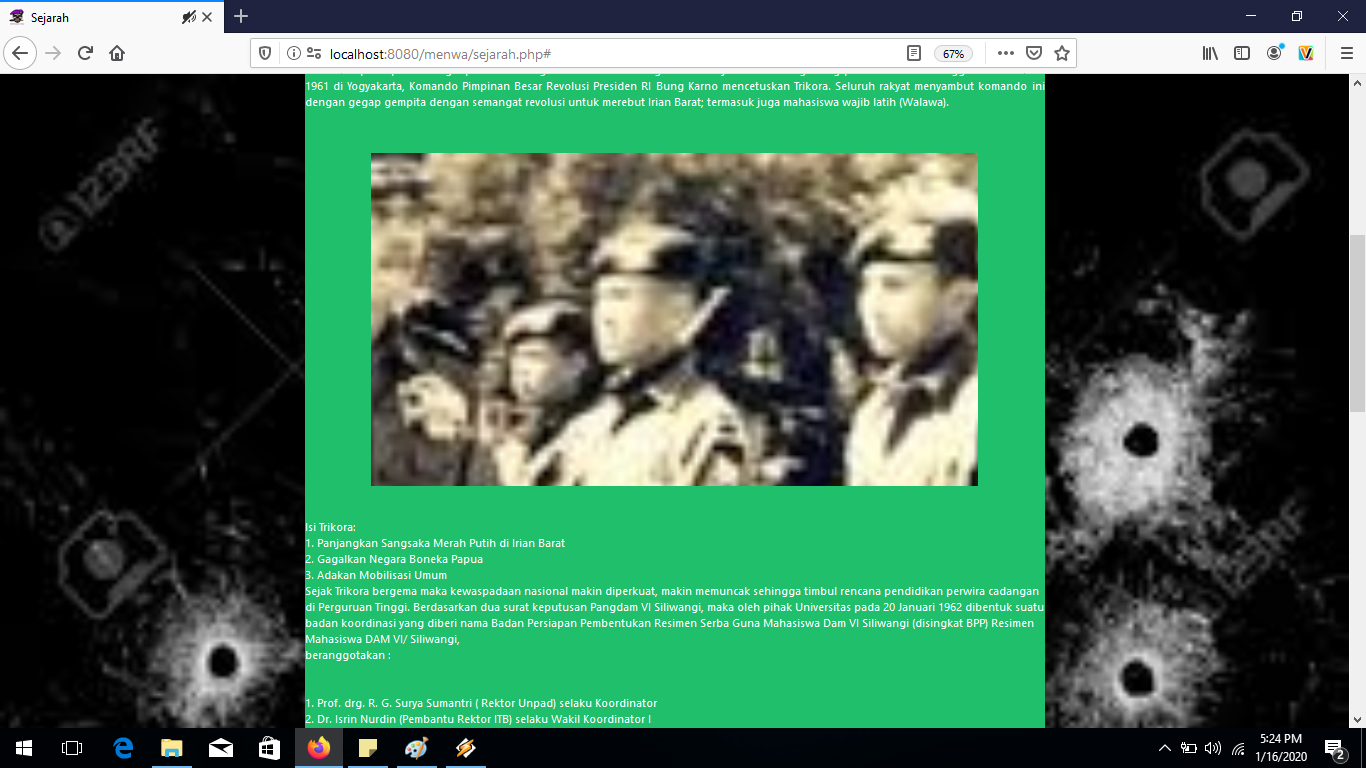 Sejarah
localhost:8080/menwa/sejarah.php#
67%
1961 di Yogyakarta, Komando Pimpinan Besar Revolusi Presiden RI Bung Karno mencetuskan Trikora. Seluruh rakyat menyambut komando ini
dengan gegap gempita dengan semangat revolusi untuk merebut Irian Barat; termasuk juga mahasiswa wajib latih (Walawa).
123RF
Isi Trikora:
1. Panjangkan Sangsaka Merah Putih di Irian Barat
2. Gagalkan Negara Boneka Papua
3. Adakan Mobilisasi Umum
Sejak Trikora bergema maka kewaspadaan nasional makin diperkuat, makin memuncak sehingga timbul rencana pendidikan perwira cadangan
di Perguruan Tinggi. Berdasarkan dua surat keputusan Pangdam VI Siliwangi, maka oleh pihak Universitas pada 20 Januari 1962 dibentuk suatu
badan koordinasi yang diberi nama Badan Persiapan Pembentukan Resimen Serba Guna Mahasiswa Dam VI Siliwangi (disingkat BPP) Resimen
Mahasiswa DAM VI/ Siliwangi,
beranggotakan :
1. Prof. drg. R. G. Surya Sumantri ( Rektor Unpad) selaku Koordinator
2. Dr. Isrin Nurdin (Pembantu Rektor ITB) selaku Wakil Koordinator I
5:24 PM
1/16/2020
2